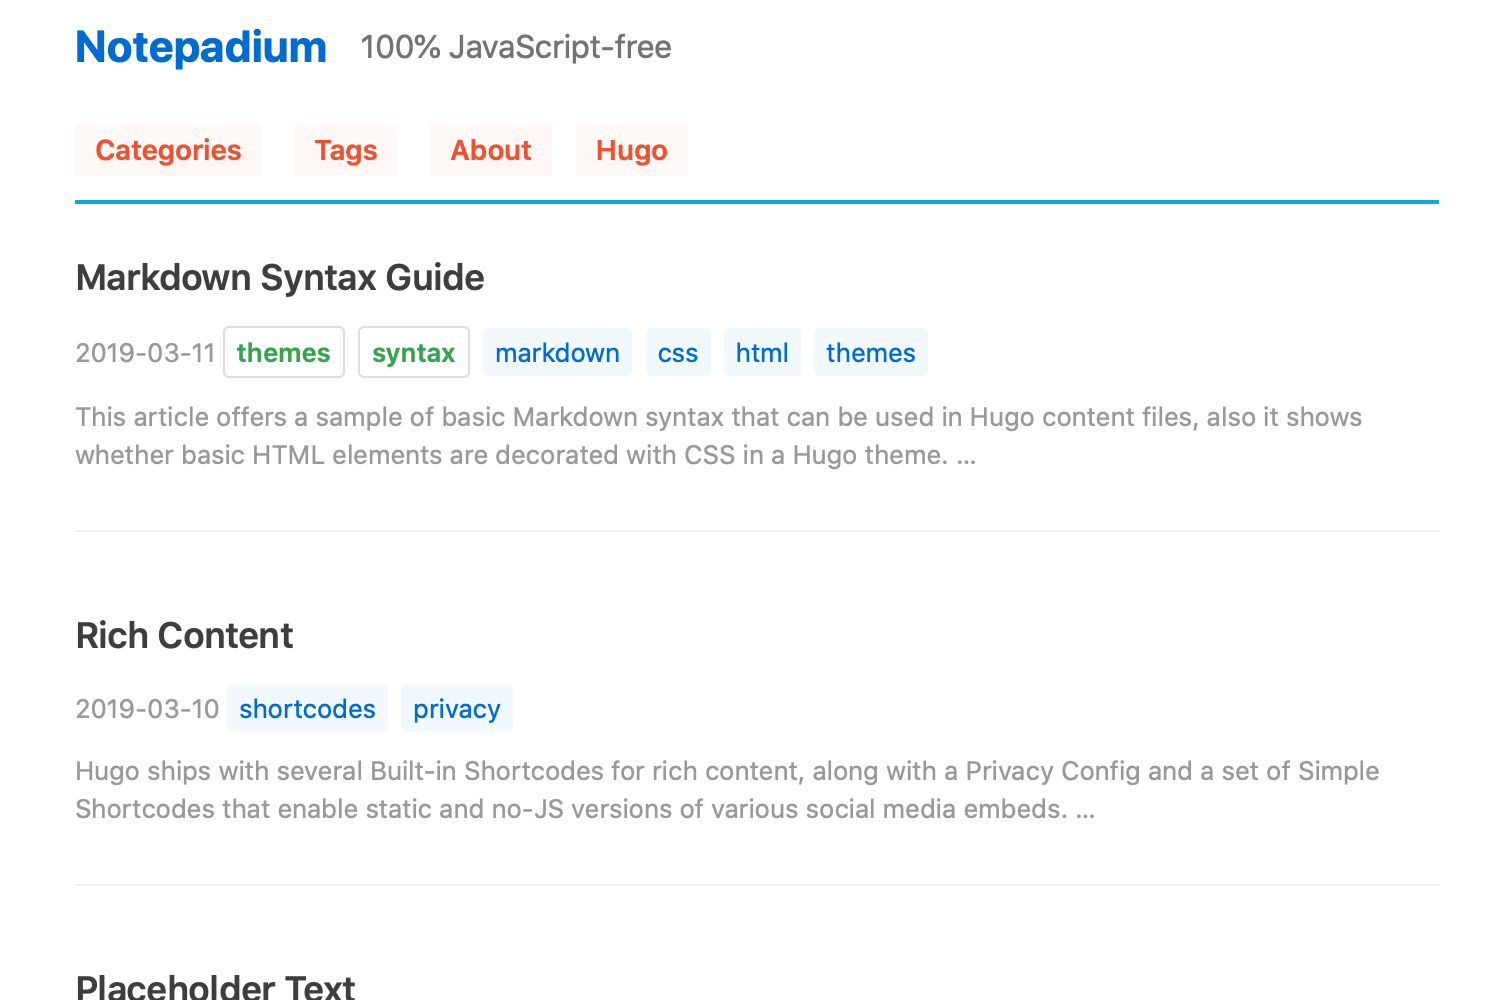 Notepadium 100% JavaScript-free
Categories Tags About Hugo
Markdown Syntax Guide
2019-03-11 themes syntax markdown css html themes
This article offers a sample of basic Markdown syntax that can be used in Hugo content files, also it shows
whether basic HTML elements are decorated with CSS in a Hugo theme. ...
Rich Content
2019-03-10 shortcodes privacy
Hugo ships with several Built-in Shortcodes for rich content, along with a Privacy Config and a set of Simple
Shortcodes that enable static and no-JS versions of various social media embeds. ...
Placeholder Text